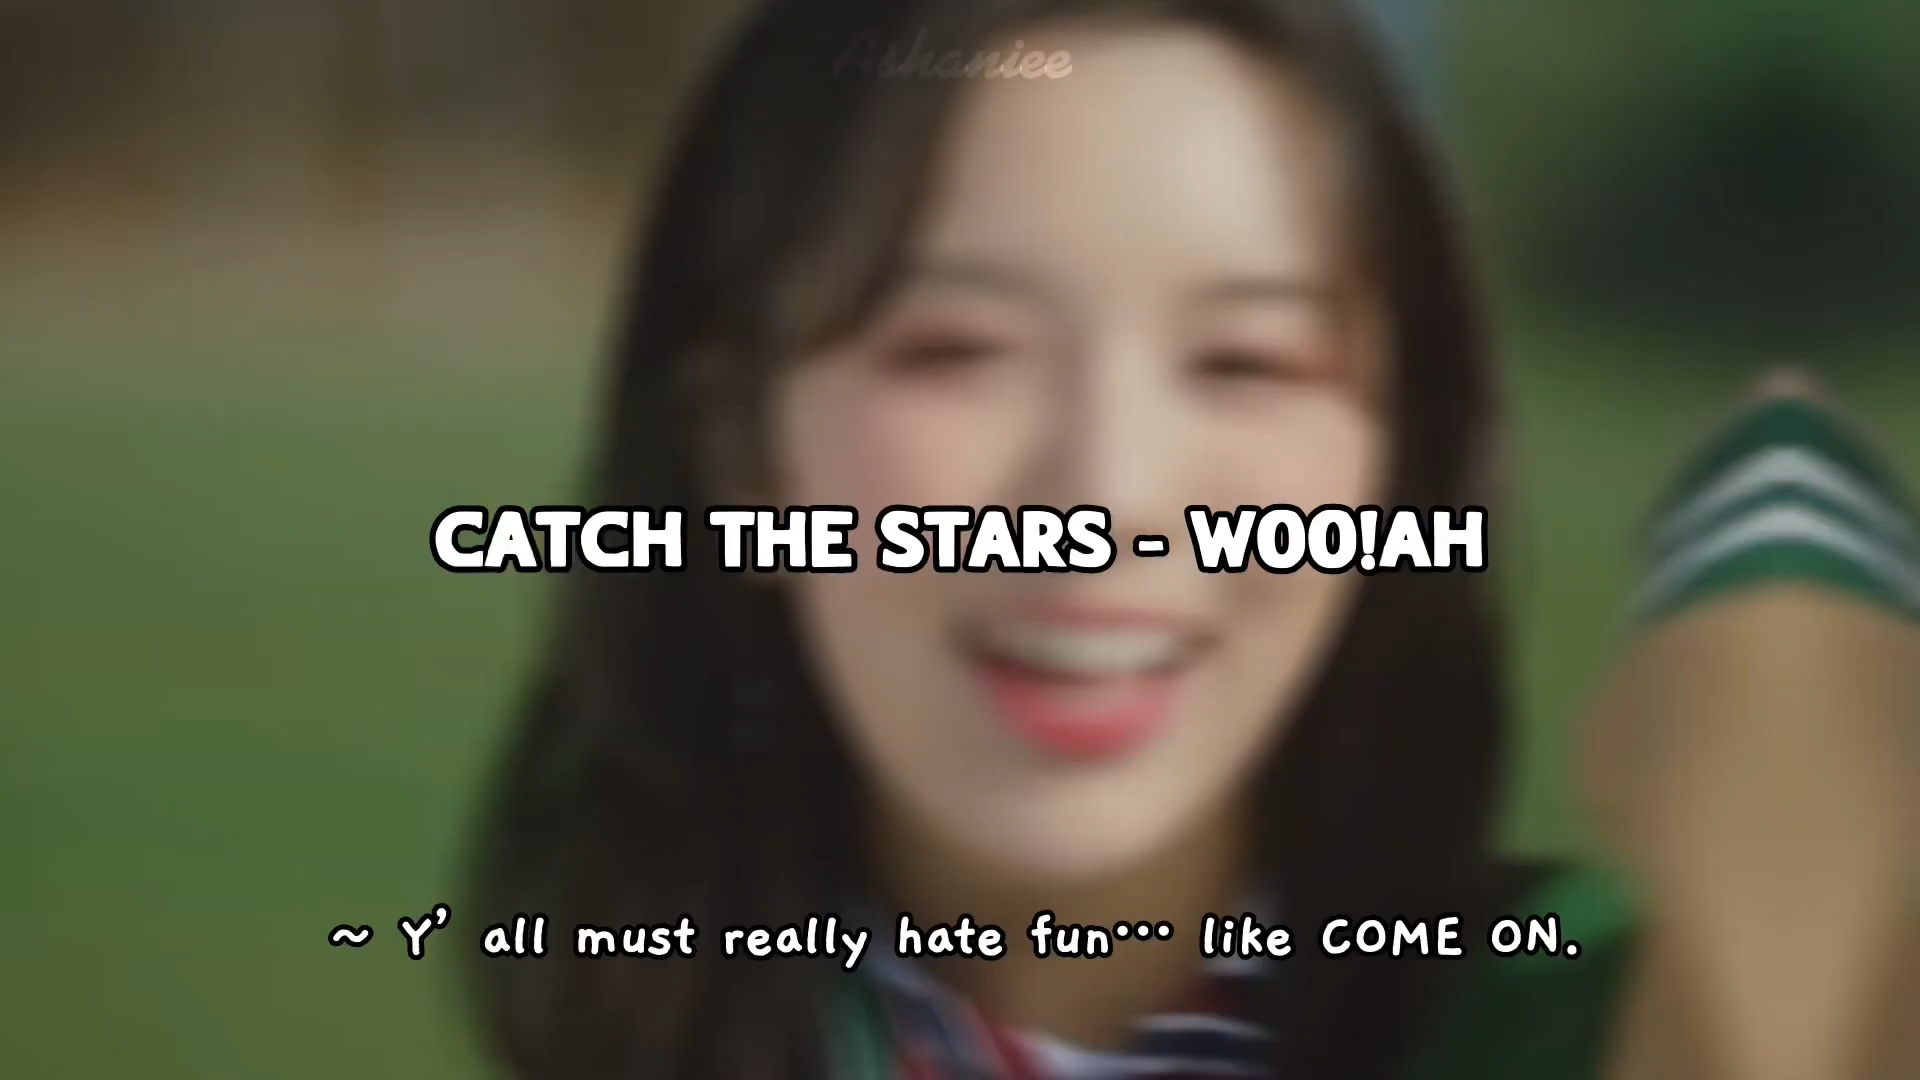 Ashaniee
CATCH THE STARS - WOO!AH
~ Y' all must really hate fun… like COME ON.